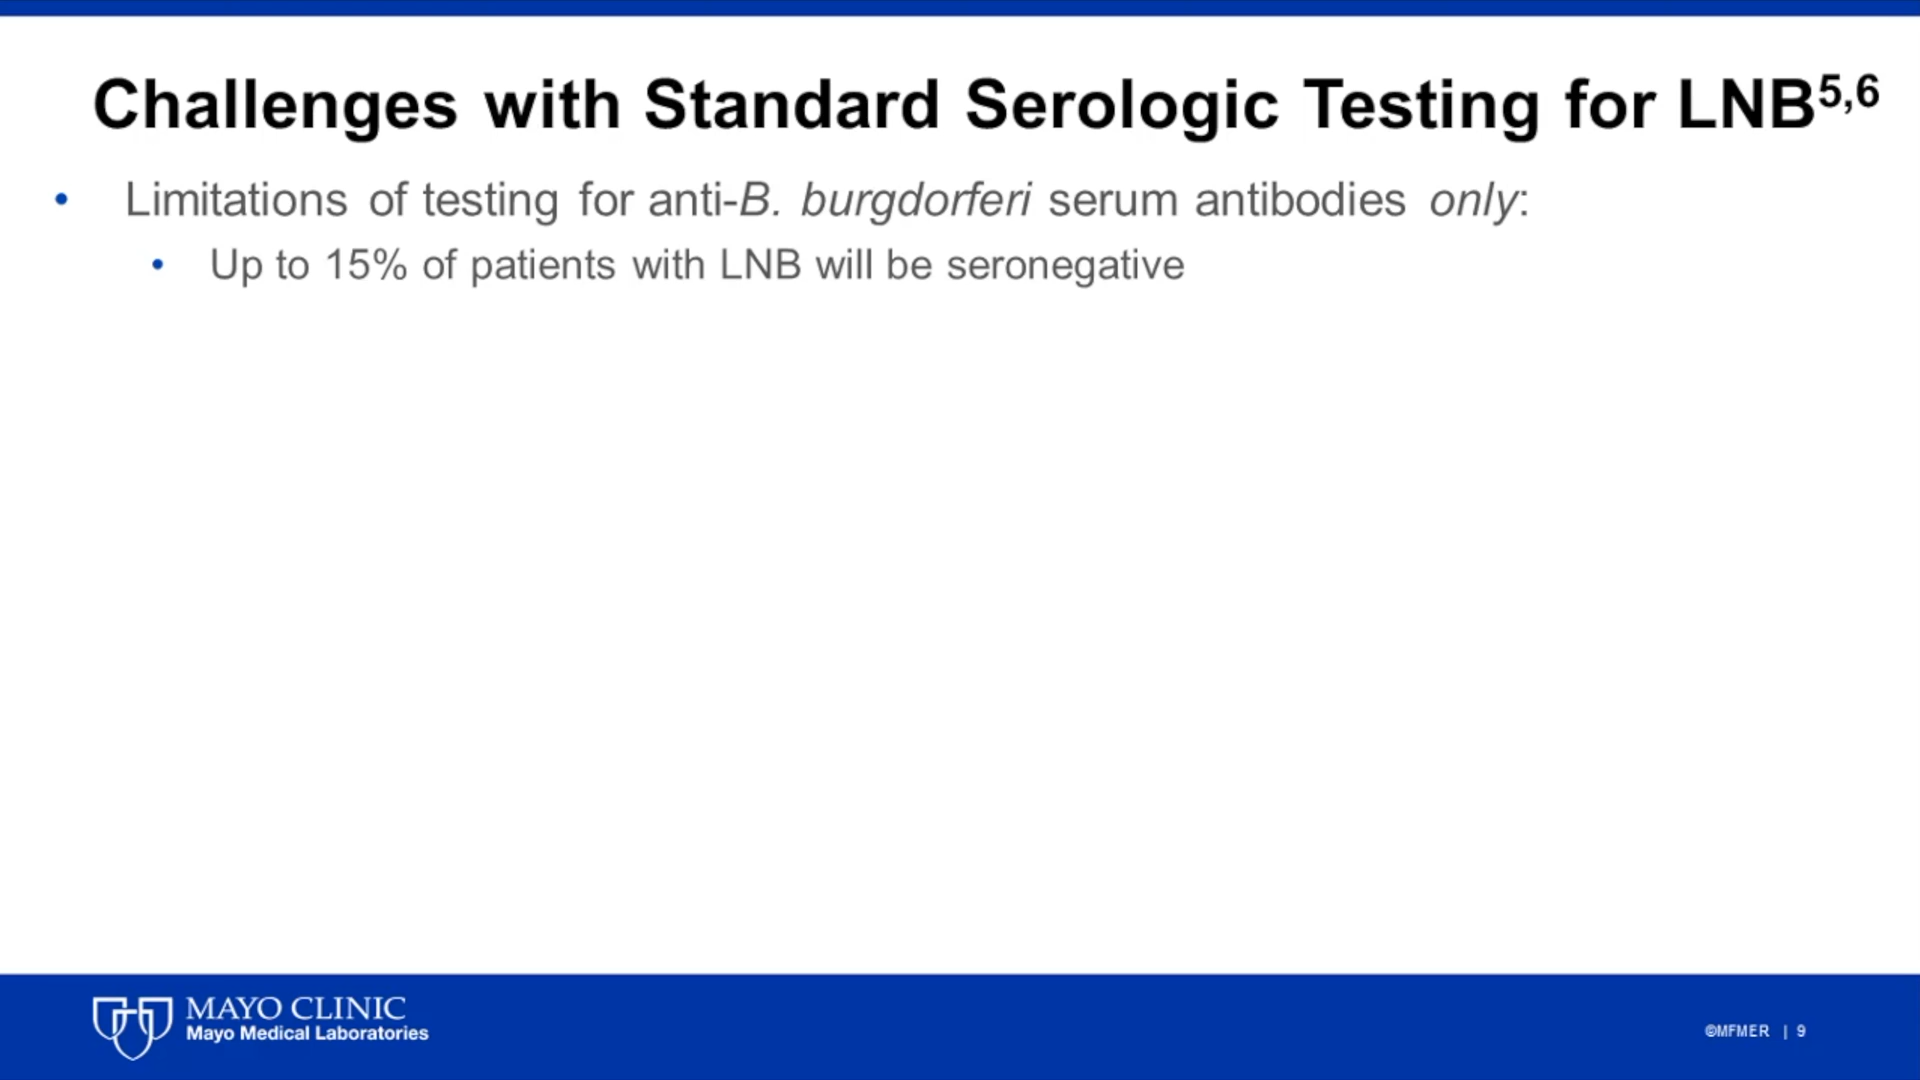 Challenges with Standard Serologic Testing for LNB5,6
• Limitations of testing for anti-B. burgdorferi serum antibodies only:
• Up to 15% of patients with LNB will be seronegative
MAYO CLINIC
Mayo Medical Laboratories
©MFMER | 9